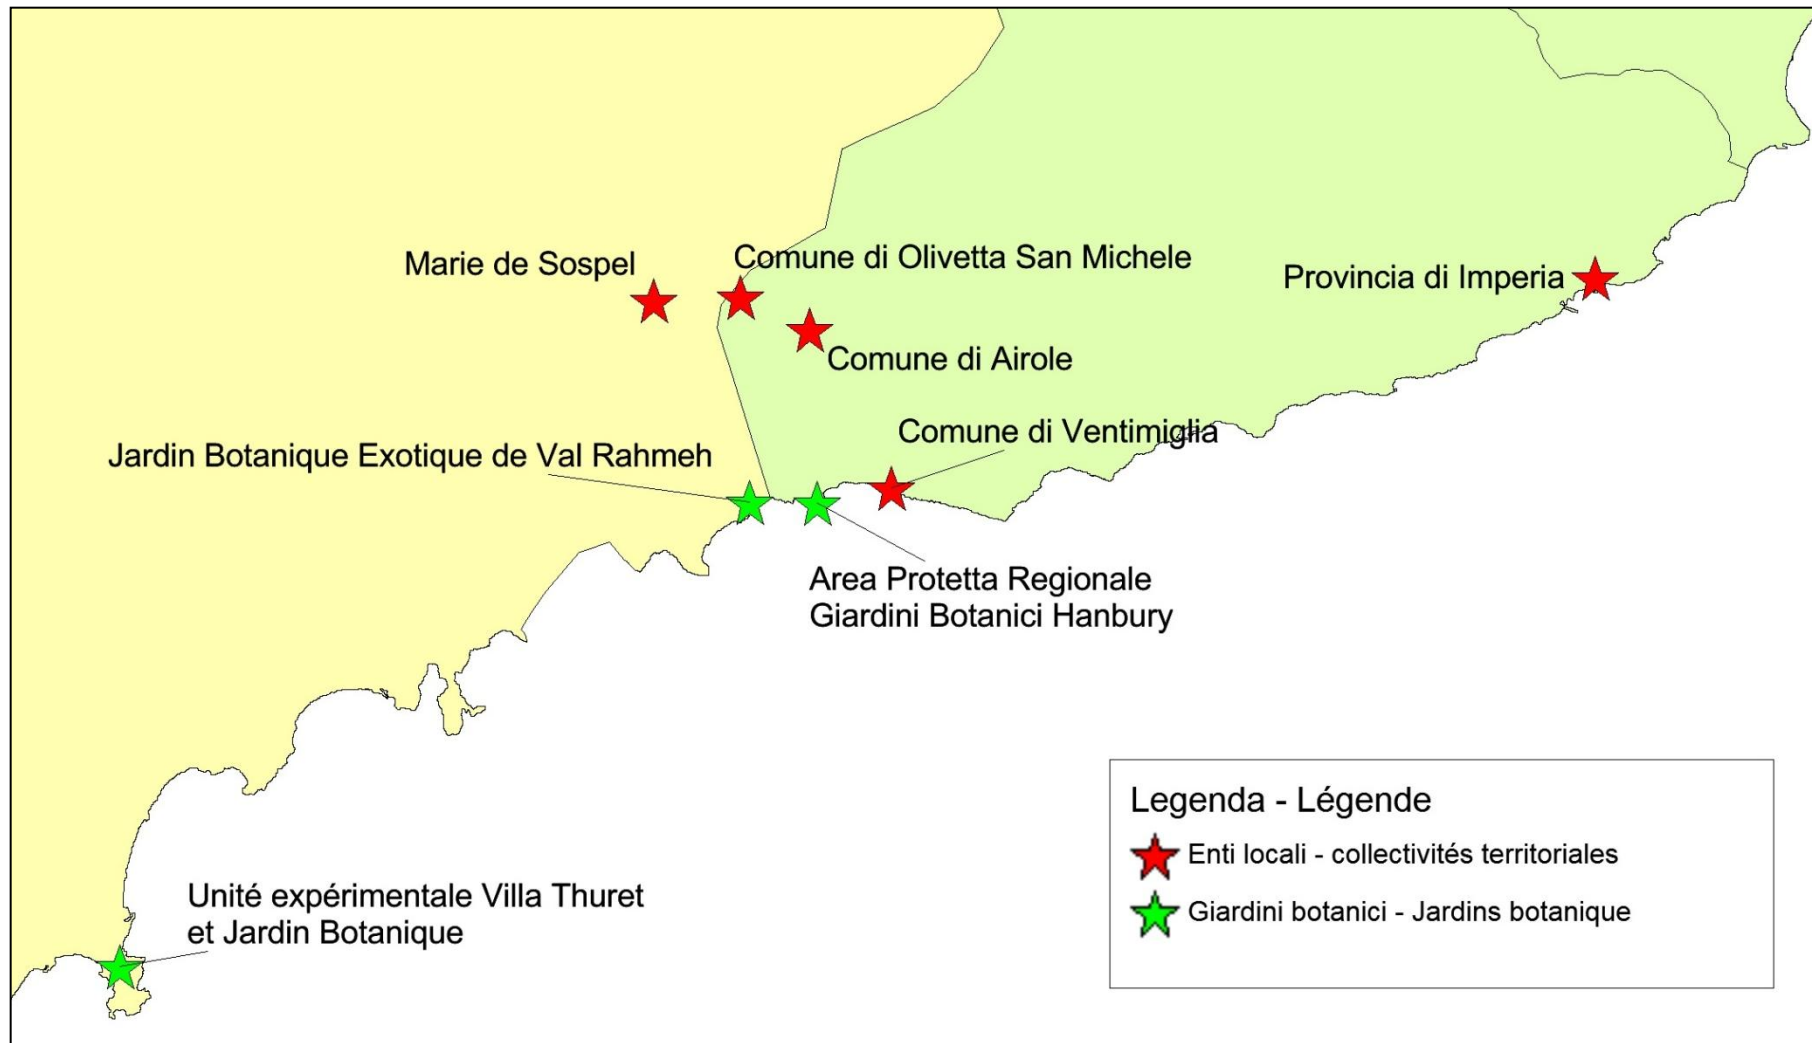 Marie de Sospel
Comune di Olivetta San Michele
Provincia di Imperia
Comune di Airole
Comune di Ventimiglia
Jardin Botanique Exotique de Val Rahmeh
Area Protetta Regionale
Giardini Botanici Hanbury
Legenda - Légende
Enti locali - collectivités territoriales
Giardini botanici - Jardins botanique
Unité expérimentale Villa Thuret
et Jardin Botanique